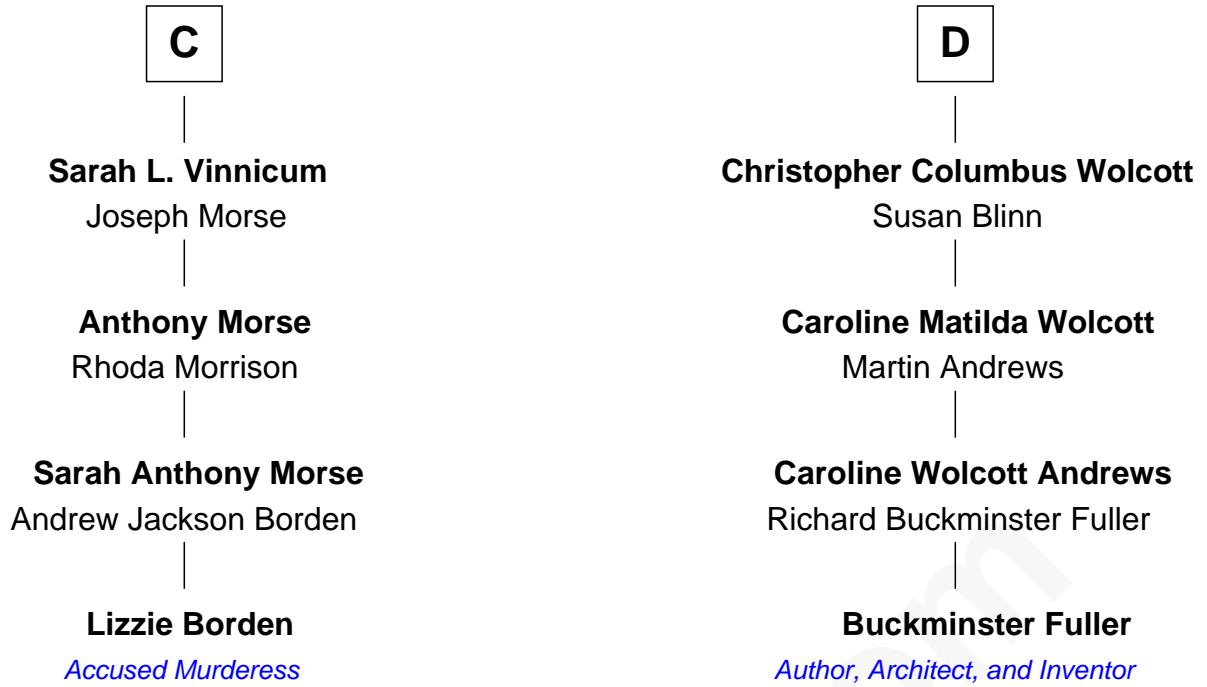 C
Sarah L. Vinnicum
Joseph Morse
Anthony Morse
Rhoda Morrison
Sarah Anthony Morse
Andrew Jackson Borden
Lizzie Borden
Accused Murderess
D
Christopher Columbus Wolcott
Susan Blinn
Caroline Matilda Wolcott
Martin Andrews
Caroline Wolcott Andrews
Richard Buckminster Fuller
Buckminster Fuller
Author, Architect, and Inventor